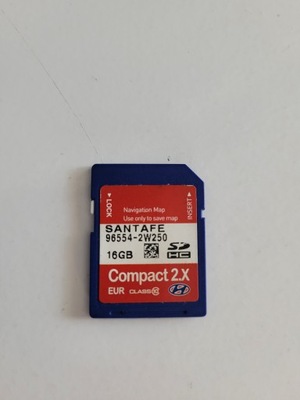 LOCK
Navigation Map
Use only to save map
INSERT
SANTAFE
96554-2W250
16GB
SD
HC
Compact 2.X
EUR CLASS 10